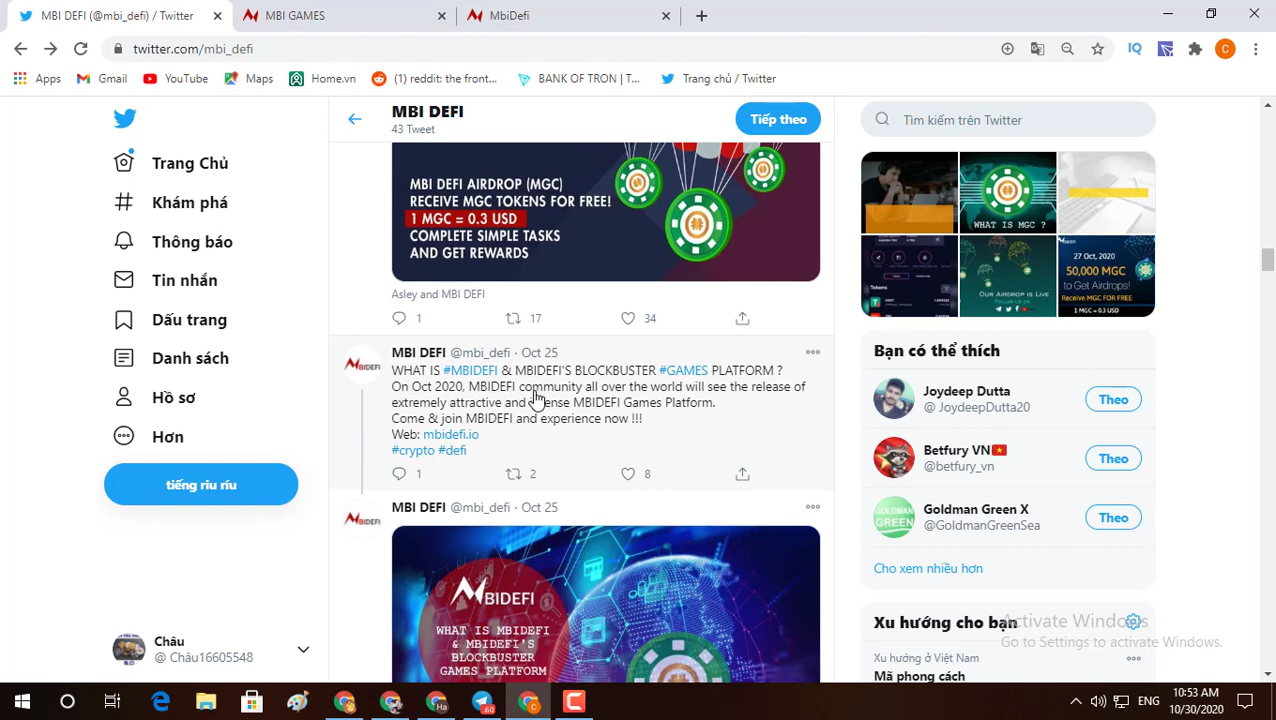 MBI DEFI (@mbi_defi) / Twitter
MBI GAMES
MbiDefi
twitter.com/mbi_defi
Apps
Gmail
YouTube
Maps
Home.vn
(1) reddit: the front...
BANK OF TRON | T...
Trang chủ / Twitter
MBI DEFI
43 Tweet
Tiếp theo
Tìm kiếm trên Twitter
Trang Chủ
Khám phá
Thông báo
Tin nhắn
Dấu trang
Danh sách
Hồ sơ
Hơn
tiếng riu ríu
Châu
@ Châu16605548
MBI DEFI AIRDROP (MGC)
RECEIVE MGC TOKENS FOR FREE!
1 MGC = 0.3 USD
COMPLETE SIMPLE TASKS
AND GET REWARDS
Asley and MBI DEFI
1 17 34
MBI DEFI @mbi_defi · Oct 25
WHAT IS #MBIDEFI & MBIDEFI'S BLOCKBUSTER #GAMES PLATFORM ?
On Oct 2020, MBIDEFI community all over the world will see the release of
extremely attractive and ense MBIDEFI Games Platform.
Come & join MBIDEFI and experience now !!!
Web: mbidefi.io
#crypto #defi
1 2 8
MBI DEFI @mbi_defi · Oct 25
MBIDEFI
WHAT IS MBIDEFI
& MBIDEFI'S
BLOCKBUSTER
GAMES PLATFORM
WHAT IS MGC ?
OUR AIRDROP IS LIVE
27 Oct, 2020
50,000 MGC
to Get Airdrops!
Receive MGC FOR FREE
Bạn có thể thích
Joydeep Dutta
@ JoydeepDutta20
Theo
Betfury VN
@betfury_vn
Theo
Goldman Green X
@GoldmanGreenSea
Theo
Cho xem nhiều hơn
Xu hướng cho bạn
Xu hướng ở Việt Nam
Mã phong cách
Activate Windows
Go to Settings to activate Windows.
ENG
10:53 AM
10/30/2020